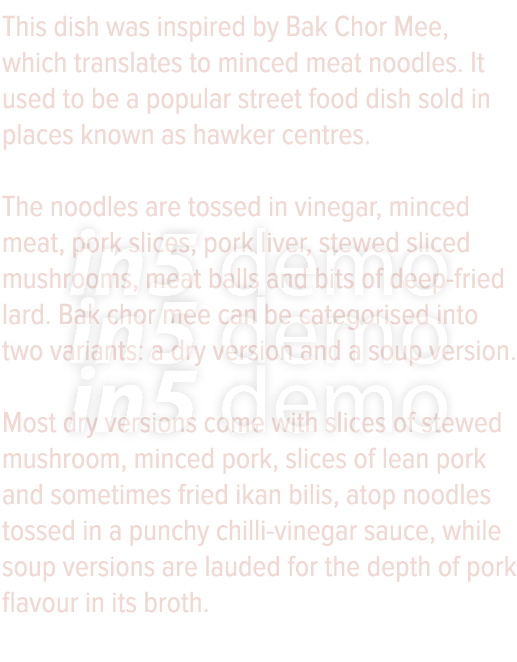 This dish was inspired by Bak Chor Mee,
which translates to minced meat noodles. It
used to be a popular street food dish sold in
places known as hawker centres.
The noodles are tossed in vinegar, minced
meat, pork slices, pork liver, stewed sliced
mushrooms, meat balls and bits of deep-fried
lard. Bak chor mee can be categorised into
two variants: a dry version and a soup version.
Most dry versions come with slices of stewed
mushroom, minced pork, slices of lean pork
and sometimes fried ikan bilis, atop noodles
tossed in a punchy chilli-vinegar sauce, while
soup versions are lauded for the depth of pork
flavour in its broth.
in5 demo
in5 demo
in5 demo